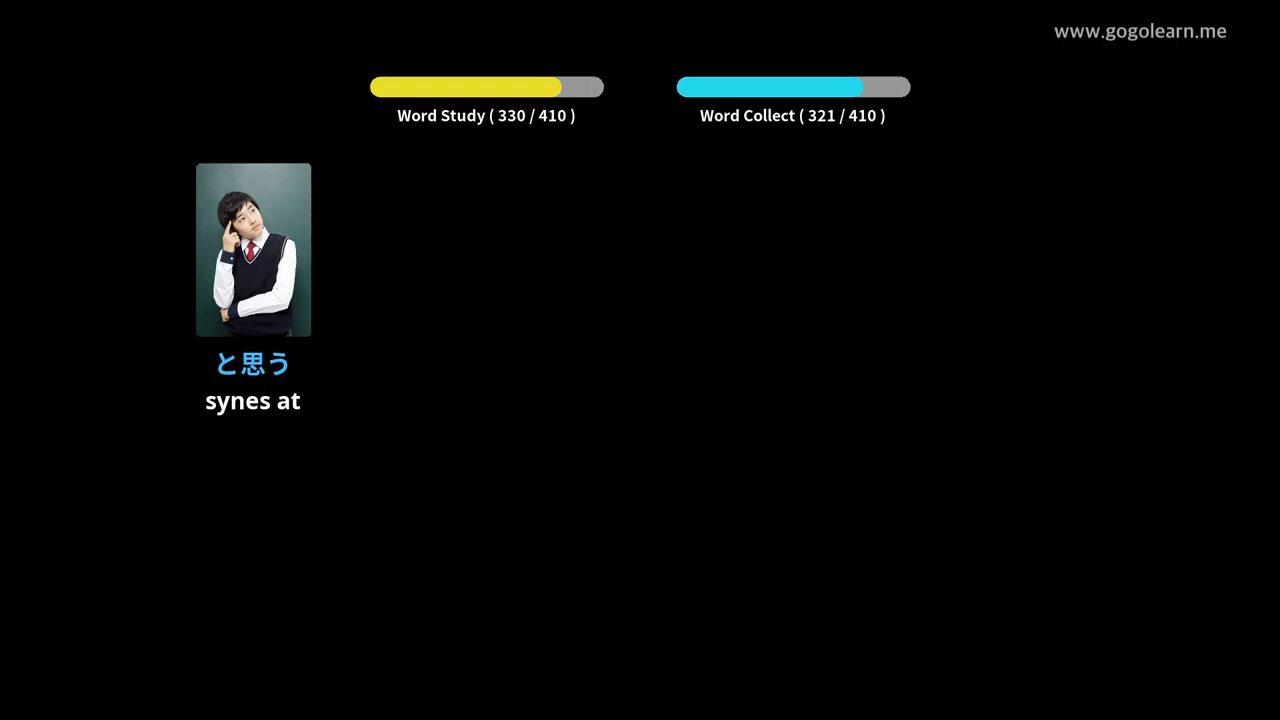 www.gogolearn.me
Word Study ( 330 / 410 )
Word Collect ( 321 / 410 )
と思う
synes at